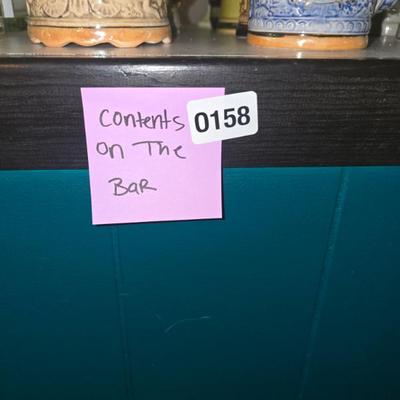 Contents 0158
on The
BaR